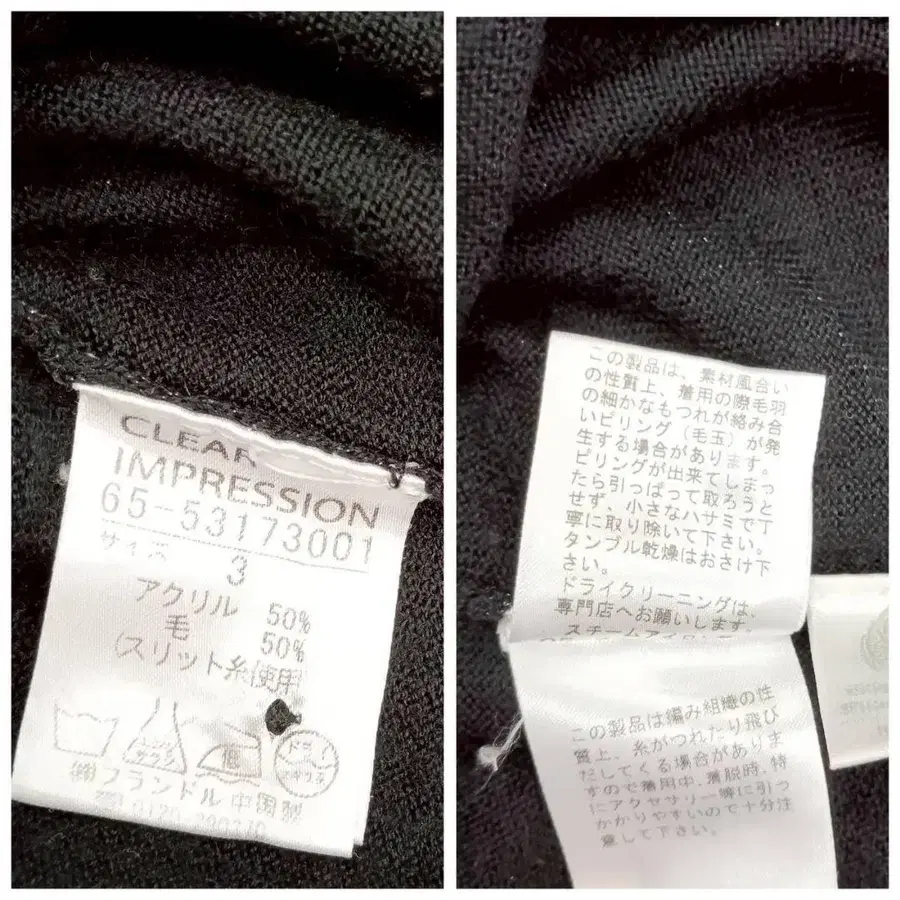 CLEAR
IMPRESSION
65-53173001
サイズ 3
アクリル 50%
毛 50%
(スリット糸使用
㈱フランドル 中国製
この製品は、素材風合い
の性質上、着用の際毛羽
の細かなもつれが絡み合
いピリング(毛玉)が発
生する場合があります。
ピリングが出来てしまっ
たら引っぱって取ろうと
せず、小さなハサミで丁
寧に取り除いて下さい。
タンブル乾燥はおさけ下
さい。
ドライクリーニングは、
専門店へお願いします。
スチームアイロン
この製品は編み組織の性
質上、糸がつれたり飛び
だしてくる場合がありま
すので着用中、着脱時、特
にアクセサリー等に引っ
かかりやすいので十分注
意して下さい。